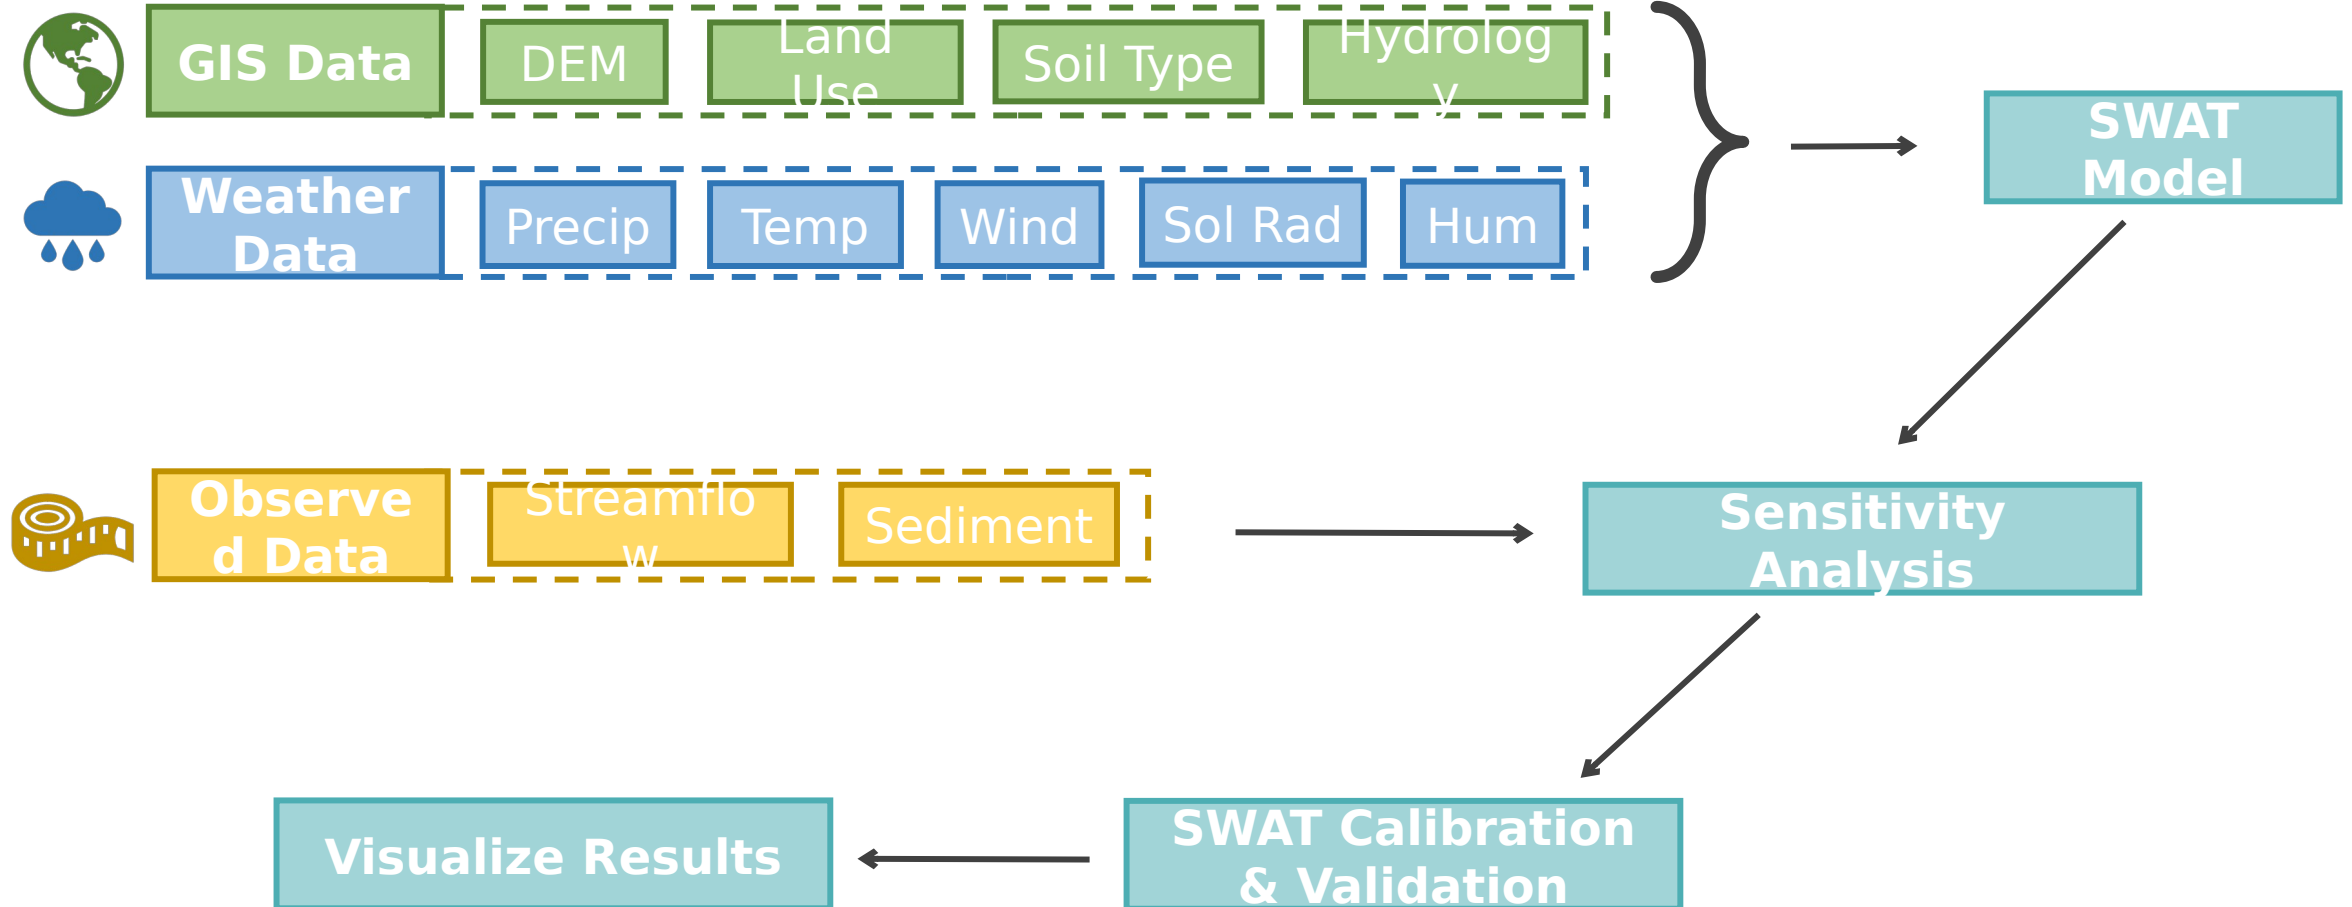 GIS Data
DEM
Land
Use
Soil Type
Hydrolog
y
Weather
Data
Precip
Temp
Wind
Sol Rad
Hum
SWAT
Model
Observe
d Data
Streamflo
w
Sediment
Sensitivity
Analysis
Visualize Results
SWAT Calibration
& Validation